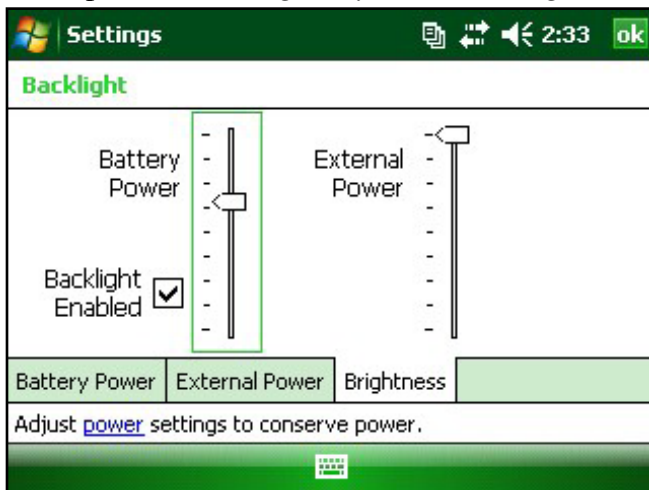 Settings
2:33
ok
Backlight
Battery
Power
External
Power
Backlight
Enabled
Battery Power
External Power
Brightness
Adjust power settings to conserve power.